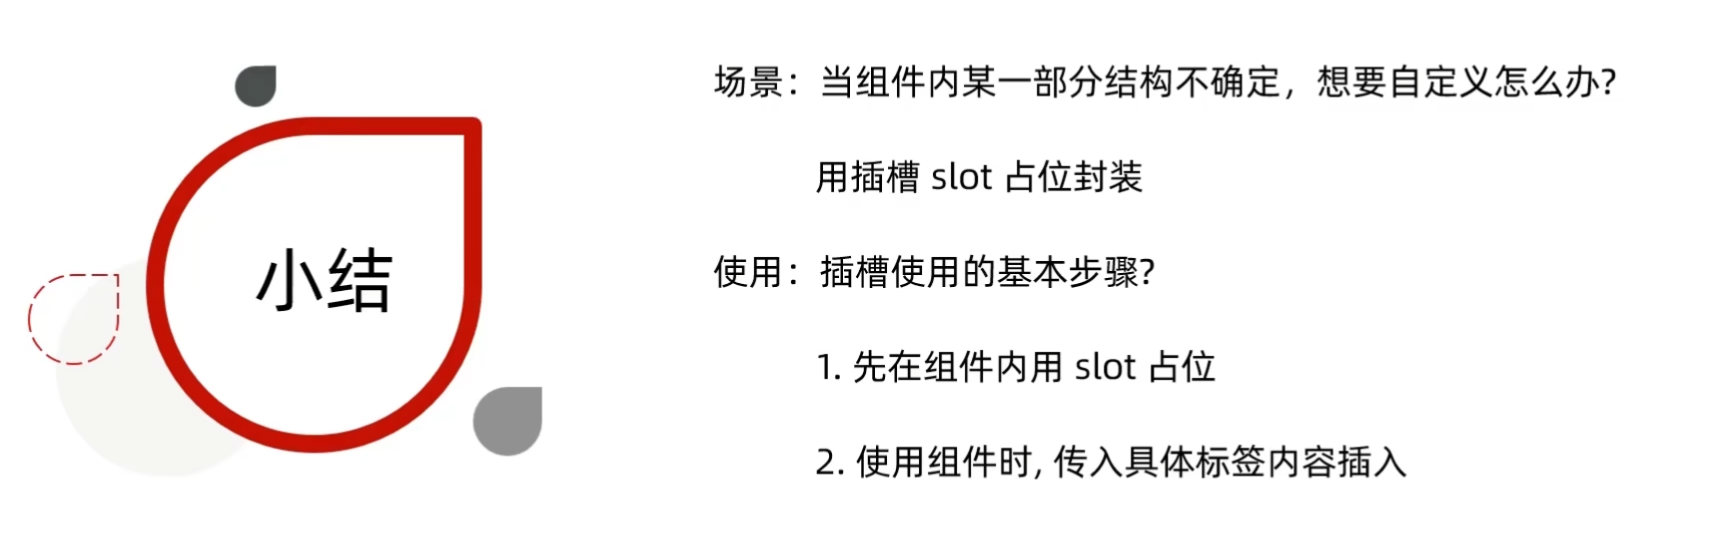 小结
场景：当组件内某一部分结构不确定，想要自定义怎么办?
用插槽 slot 占位封装
使用：插槽使用的基本步骤?
1. 先在组件内用 slot 占位
2. 使用组件时, 传入具体标签内容插入